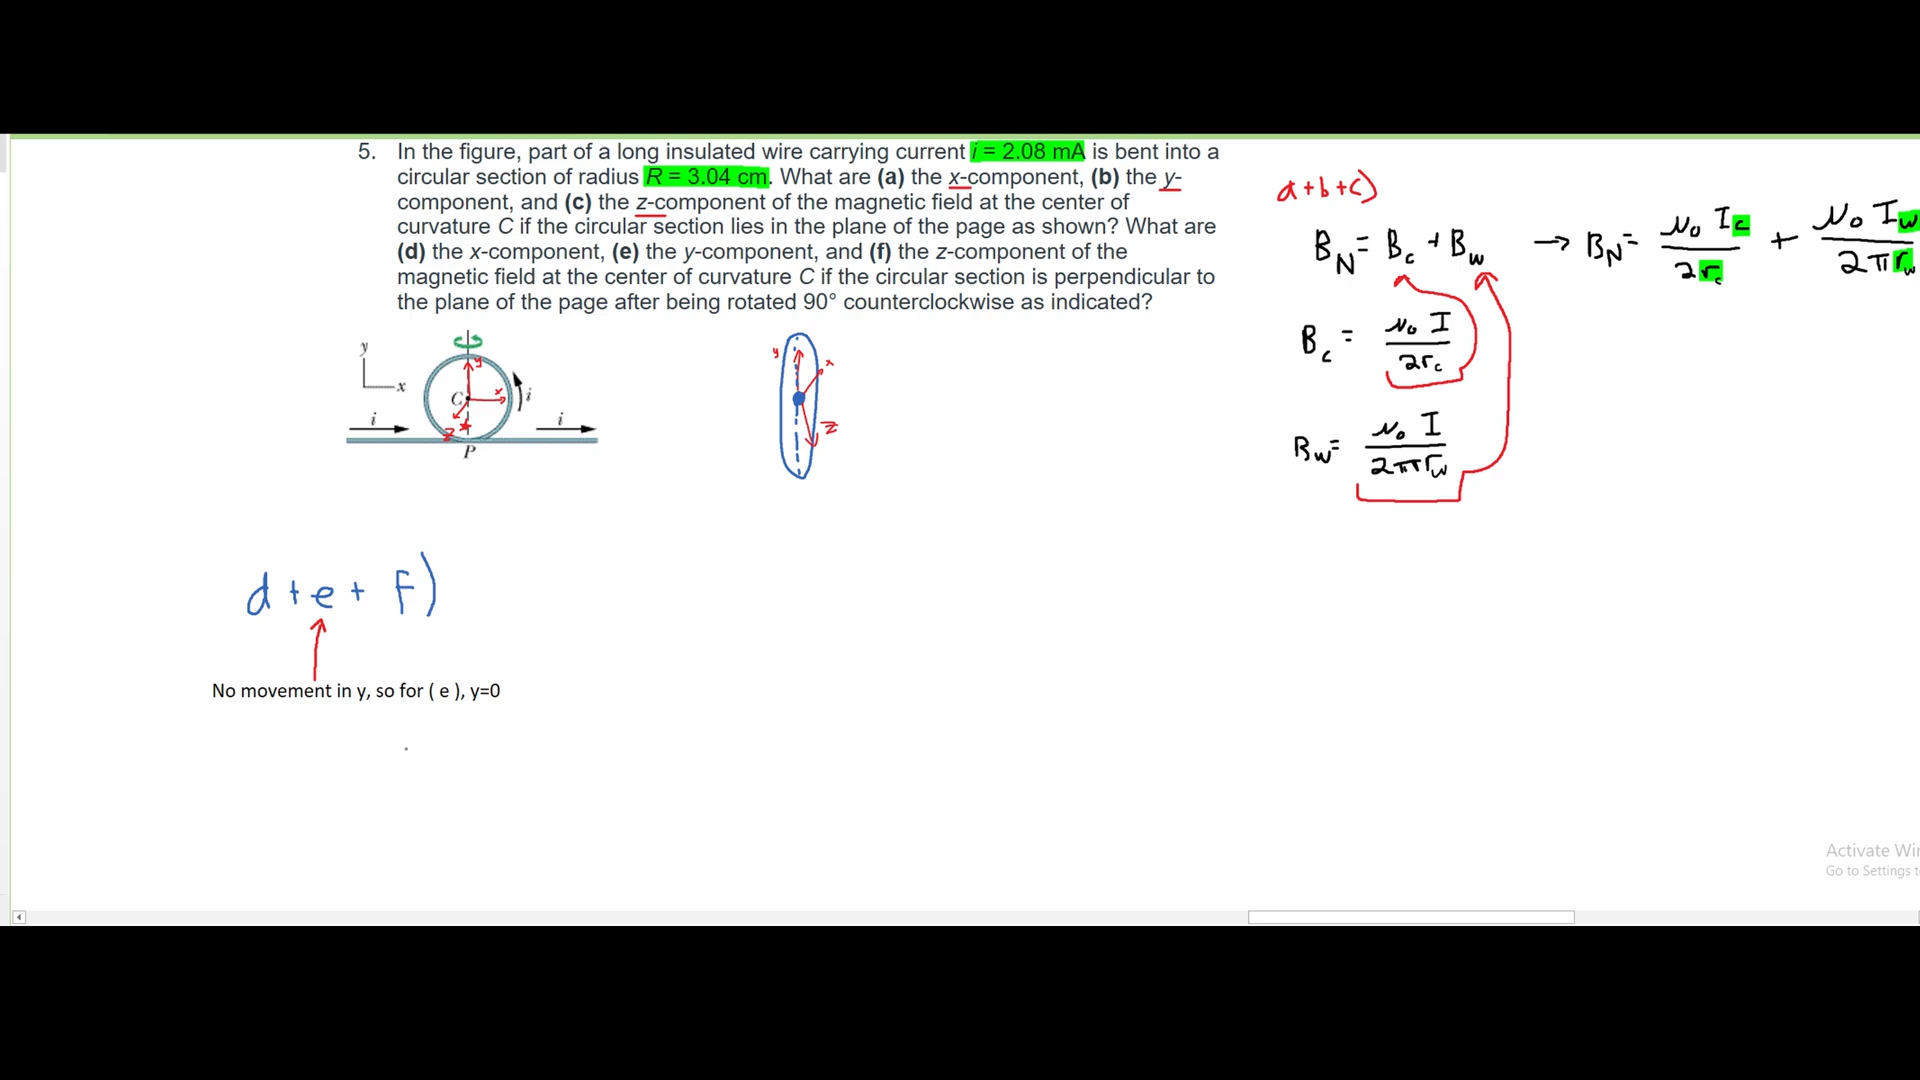 5. In the figure, part of a long insulated wire carrying current i = 2.08 mA is bent into a
circular section of radius R = 3.04 cm. What are (a) the x-component, (b) the y-
component, and (c) the z-component of the magnetic field at the center of
curvature C if the circular section lies in the plane of the page as shown? What are
(d) the x-component, (e) the y-component, and (f) the z-component of the
magnetic field at the center of curvature C if the circular section is perpendicular to
the plane of the page after being rotated 90° counterclockwise as indicated?
y
x
y
C
x
z
i
i
i
P
y
x
z
a+b+c)
B_N = B_c + B_w → B_N = μ₀ I_c / 2r_c + μ₀ I_w / 2πr_w
B_c = μ₀ I / 2r_c
B_w = μ₀ I / 2πr_w
d + e + f)
No movement in y, so for ( e ), y=0
Activate Wi
Go to Settings t